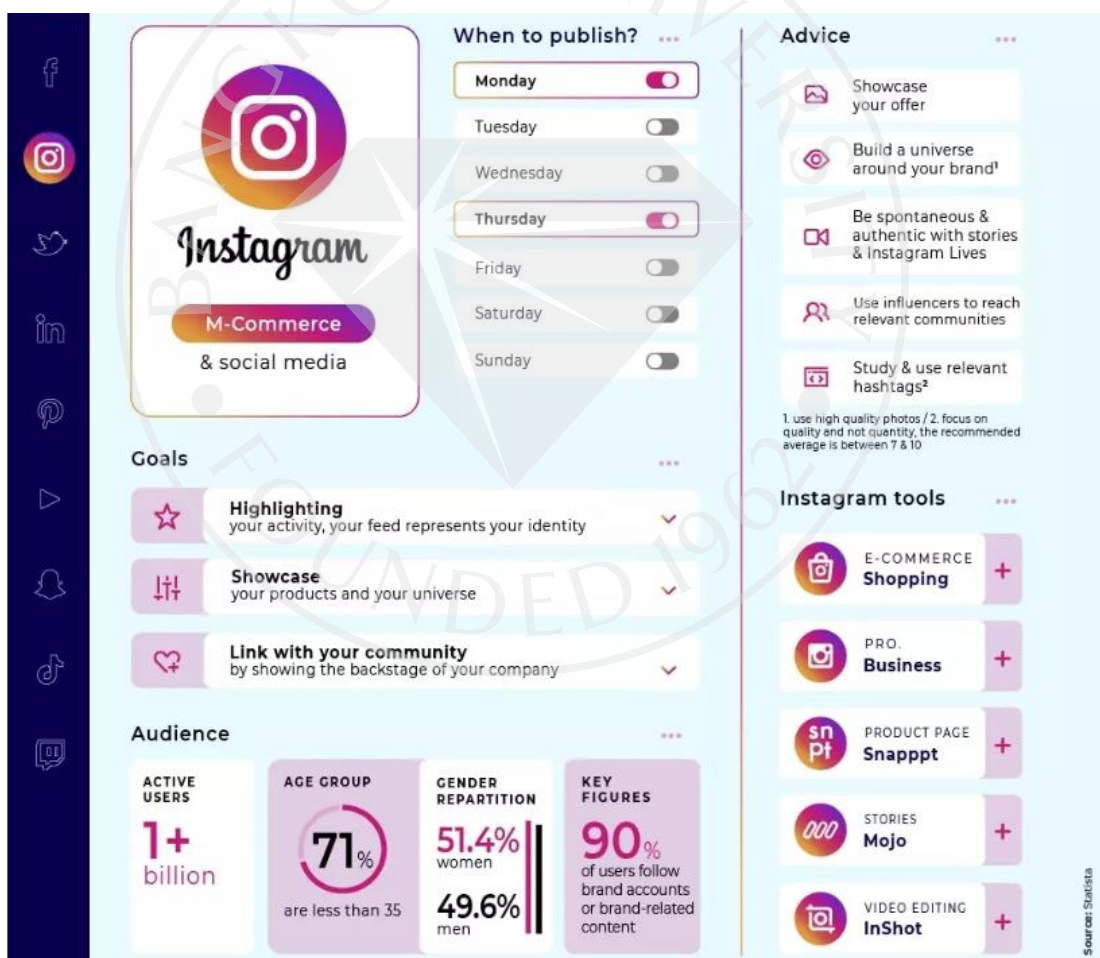 Instagram
M-Commerce
& social media
When to publish?
Monday
Tuesday
Wednesday
Thursday
Friday
Saturday
Sunday
Goals
Highlighting
your activity, your feed represents your identity
Showcase
your products and your universe
Link with your community
by showing the backstage of your company
Audience
ACTIVE
USERS
1+
billion
AGE GROUP
71%
are less than 35
GENDER
REPARTITION
51.4%
women
49.6%
men
KEY
FIGURES
90%
of users follow
brand accounts
or brand-related
content
Advice
Showcase
your offer
Build a universe
around your brand¹
Be spontaneous &
authentic with stories
& Instagram Lives
Use influencers to reach
relevant communities
Study & use relevant
hashtags²
1. use high quality photos / 2. focus on
quality and not quantity, the recommended
average is between 7 & 10
Instagram tools
E-COMMERCE
Shopping
PRO.
Business
sn
pt
PRODUCT PAGE
Snapppt
STORIES
Mojo
VIDEO EDITING
InShot
Source: Statista
BANGKOK UNIVERSITY
FOUNDED 1962